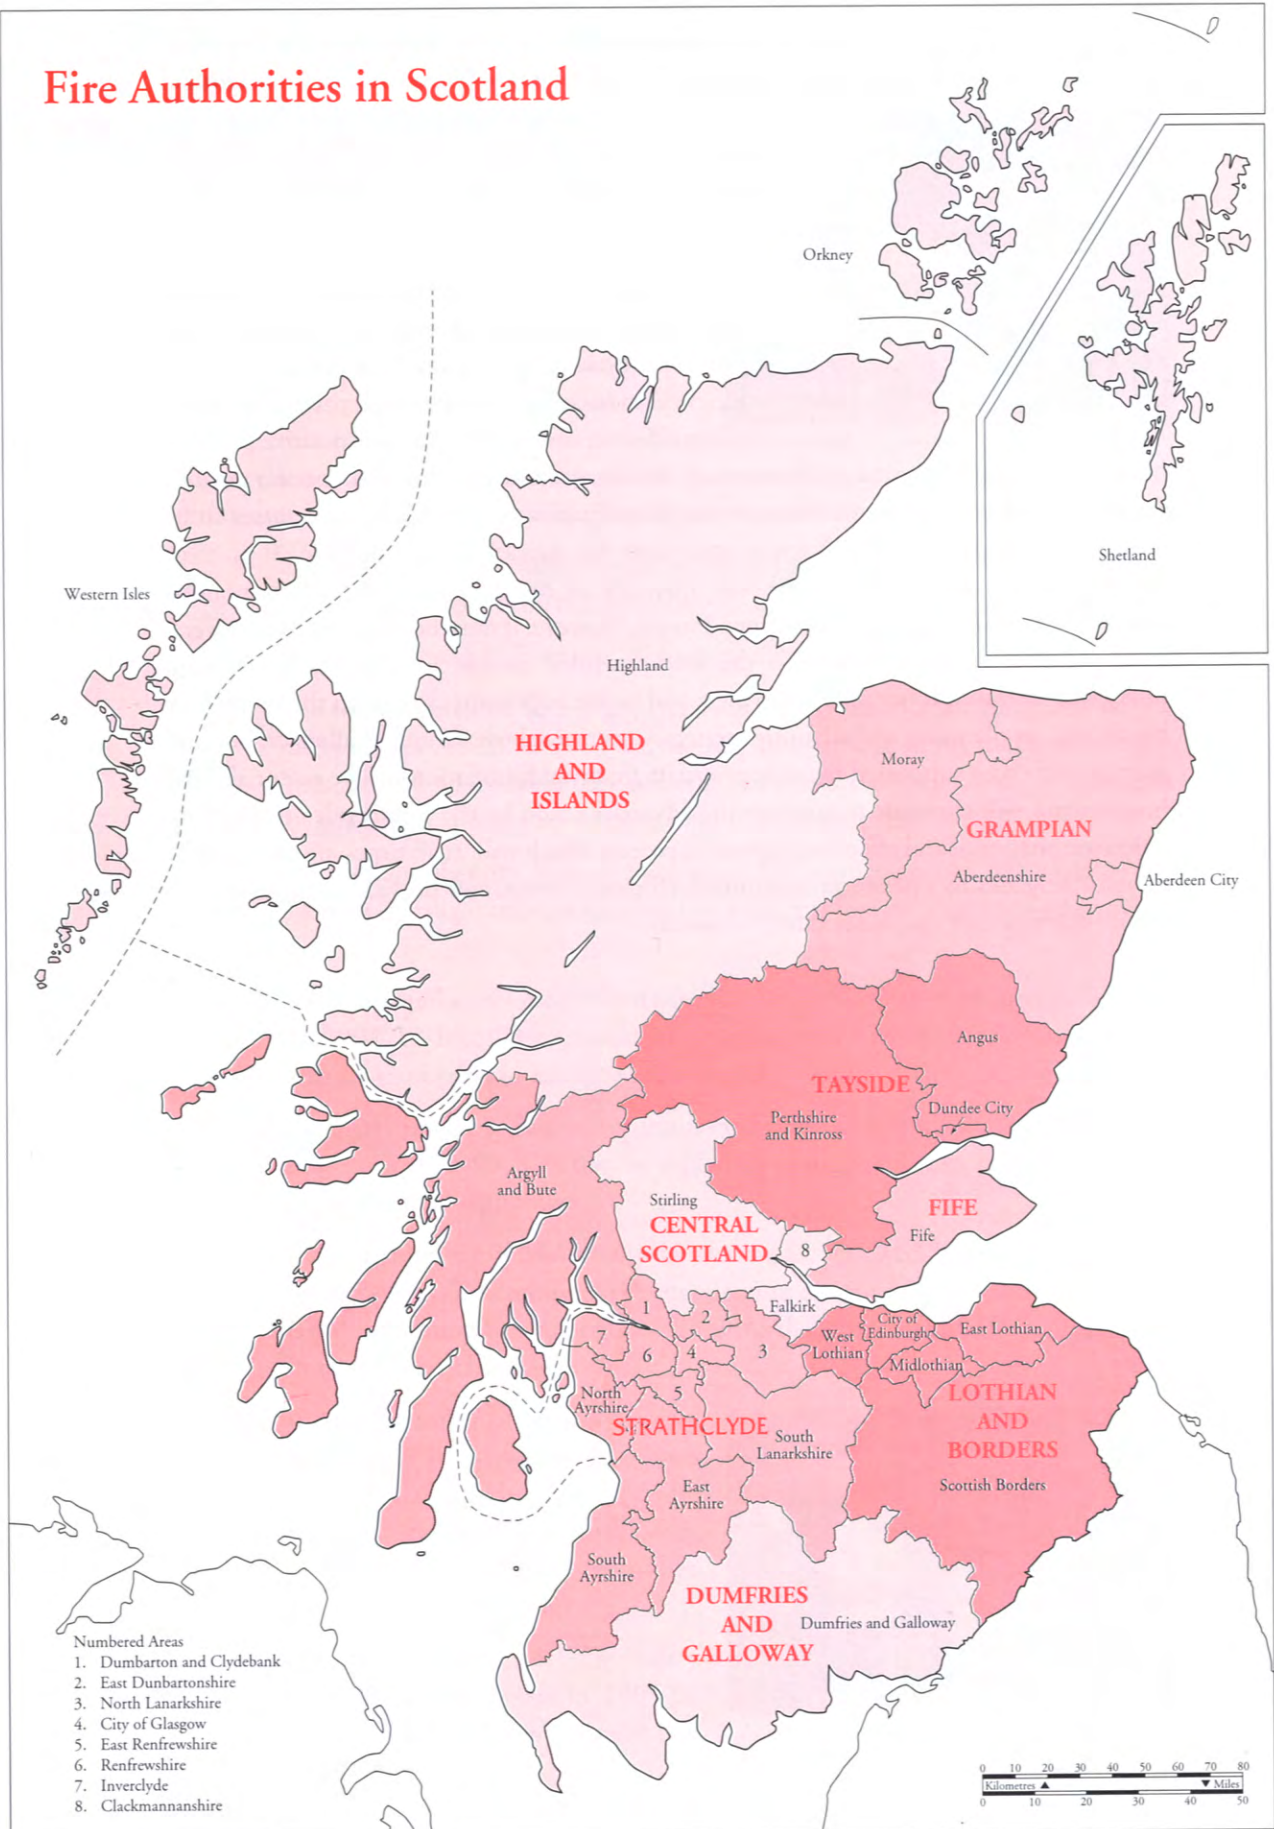 Fire Authorities in Scotland
Orkney
Shetland
Western Isles
Highland
HIGHLAND
AND
ISLANDS
Moray
GRAMPIAN
Aberdeenshire
Aberdeen City
Angus
TAYSIDE
Dundee City
Perthshire
and Kinross
Argyll
and Bute
Stirling
CENTRAL
SCOTLAND
8
FIFE
Fife
Falkirk
1
2
3
4
5
6
7
West
Lothian
City of
Edinburgh
East Lothian
Midlothian
LOTHIAN
AND
BORDERS
Scottish Borders
North
Ayrshire
STRATHCLYDE
South
Lanarkshire
East
Ayrshire
South
Ayrshire
DUMFRIES
AND
GALLOWAY
Dumfries and Galloway
Numbered Areas
1. Dumbarton and Clydebank
2. East Dunbartonshire
3. North Lanarkshire
4. City of Glasgow
5. East Renfrewshire
6. Renfrewshire
7. Inverclyde
8. Clackmannanshire
0 10 20 30 40 50 60 70 80
Kilometres ▲ ▼ Miles
0 10 20 30 40 50